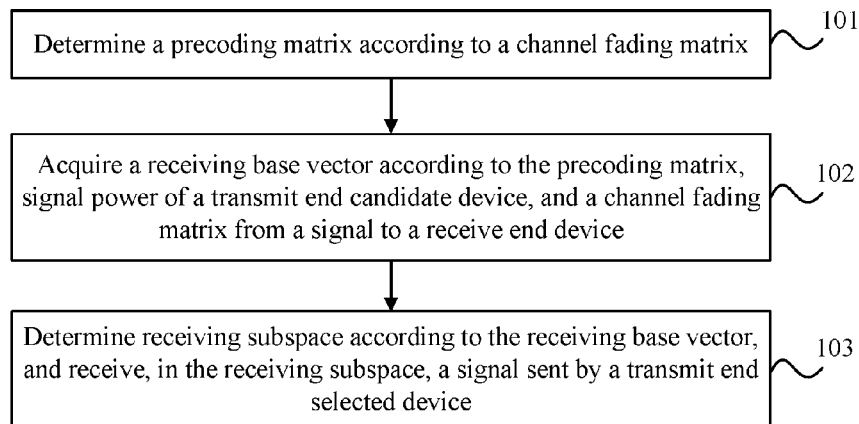 Determine a precoding matrix according to a channel fading matrix
101
Acquire a receiving base vector according to the precoding matrix,
signal power of a transmit end candidate device, and a channel fading
matrix from a signal to a receive end device
102
Determine receiving subspace according to the receiving base vector,
and receive, in the receiving subspace, a signal sent by a transmit end
selected device
103